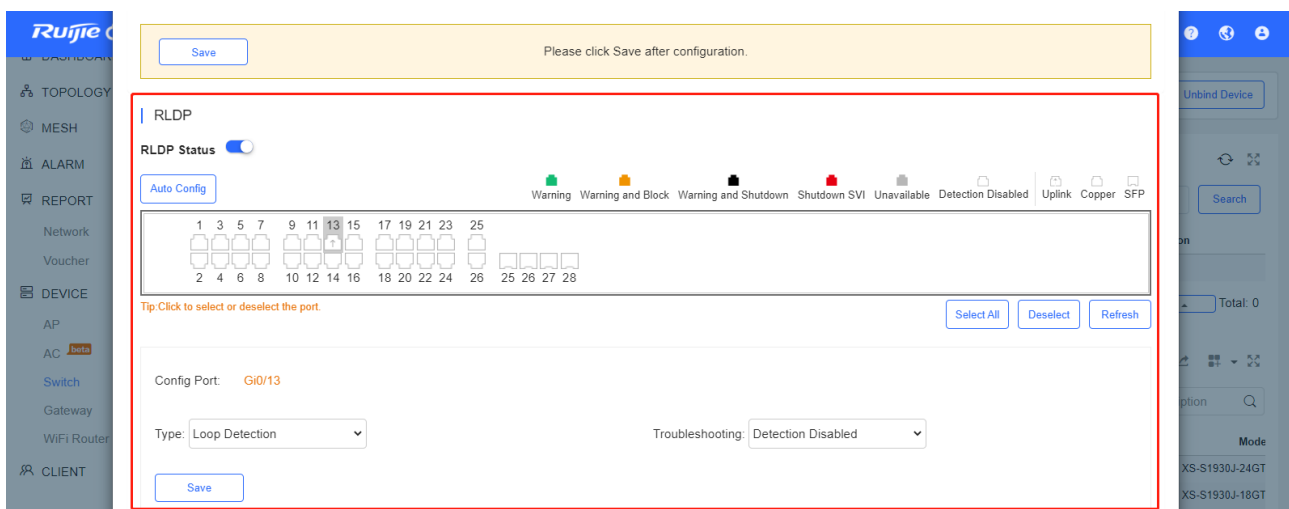 Ruijie
Save
Please click Save after configuration.
TOPOLOGY
Unbind Device
RLDP
MESH
RLDP Status
ALARM
Auto Config
Warning Warning and Block Warning and Shutdown Shutdown SVI Unavailable Detection Disabled Uplink Copper SFP
REPORT
Search
1 3 5 7 9 11 13 15 17 19 21 23 25
Network
on
Voucher
2 4 6 8 10 12 14 16 18 20 22 24 26 25 26 27 28
DEVICE
Tip:Click to select or deselect the port.
Total: 0
Select All Deselect Refresh
AP
AC beta
Config Port: Gi0/13
Switch
Gateway
ption
Type: Loop Detection
Troubleshooting: Detection Disabled
WiFi Router
Mode
CLIENT
XS-S1930J-24GT
Save
XS-S1930J-18GT